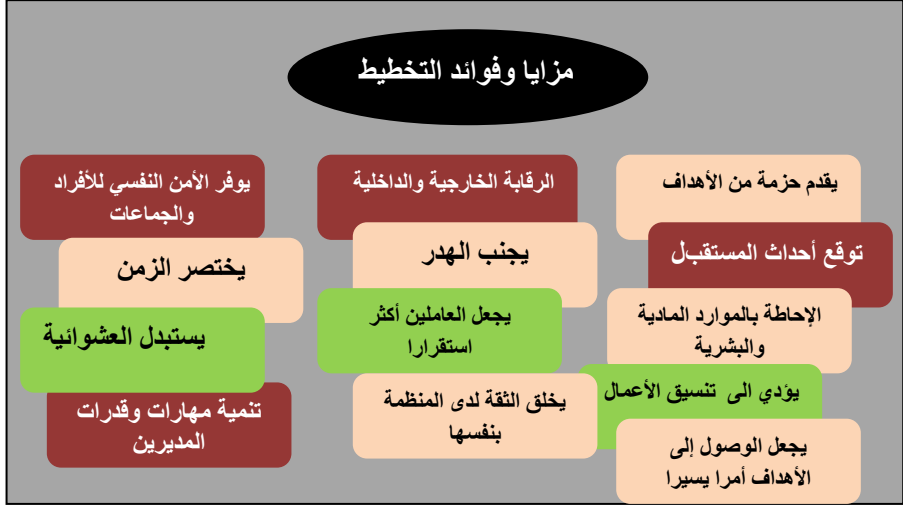 مزايا وفوائد التخطيط
يقدم حزمة من الأهداف
توقع أحداث المستقبل
الإحاطة بالموارد المادية
والبشرية
يؤدي الى تنسيق الأعمال
يجعل الوصول إلى
الأهداف أمرا يسيرا
الرقابة الخارجية والداخلية
يجنب الهدر
يجعل العاملين أكثر
استقرارا
يخلق الثقة لدى المنظمة
بنفسها
يوفر الأمن النفسي للأفراد
والجماعات
يختصر الزمن
يستبدل العشوائية
تنمية مهارات وقدرات
المديرين